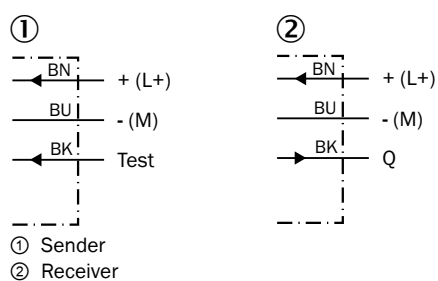 ① ②
BN + (L+) BN + (L+)
BU - (M) BU - (M)
BK Test BK Q
① Sender
② Receiver